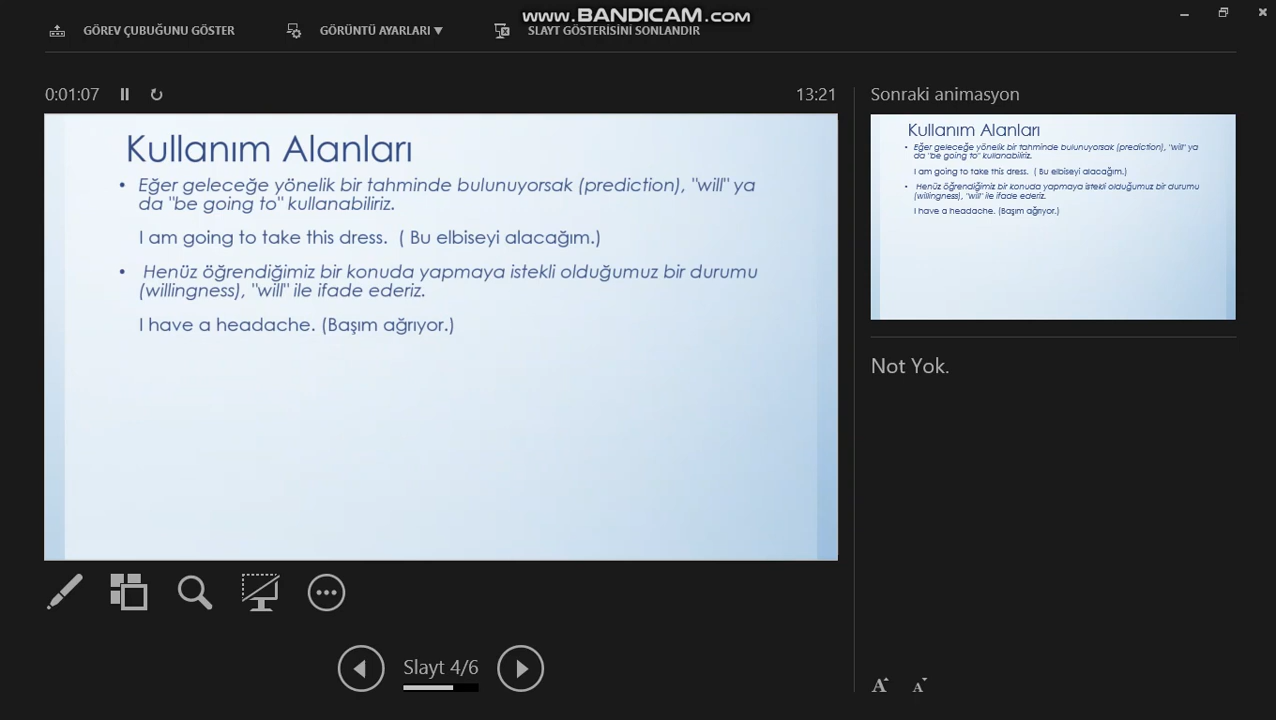 www.BANDICAM.com
GÖREV ÇUBUĞUNU GÖSTER
GÖRÜNTÜ AYARLARI ▼
SLAYT GÖSTERİSİNİ SONLANDIR
0:01:07
13:21
Kullanım Alanları
• Eğer geleceğe yönelik bir tahminde bulunuyorsak (prediction), "will" ya
da "be going to" kullanabiliriz.
I am going to take this dress. ( Bu elbiseyi alacağım.)
• Henüz öğrendiğimiz bir konuda yapmaya istekli olduğumuz bir durumu
(willingness), "will" ile ifade ederiz.
I have a headache. (Başım ağrıyor.)
Slayt 4/6
Sonraki animasyon
Kullanım Alanları
• Eğer geleceğe yönelik bir tahminde bulunuyorsak (prediction), "will" ya
da "be going to" kullanabiliriz.
I am going to take this dress. ( Bu elbiseyi alacağım.)
• Henüz öğrendiğimiz bir konuda yapmaya istekli olduğumuz bir durumu
(willingness), "will" ile ifade ederiz.
I have a headache. (Başım ağrıyor.)
Not Yok.
A A